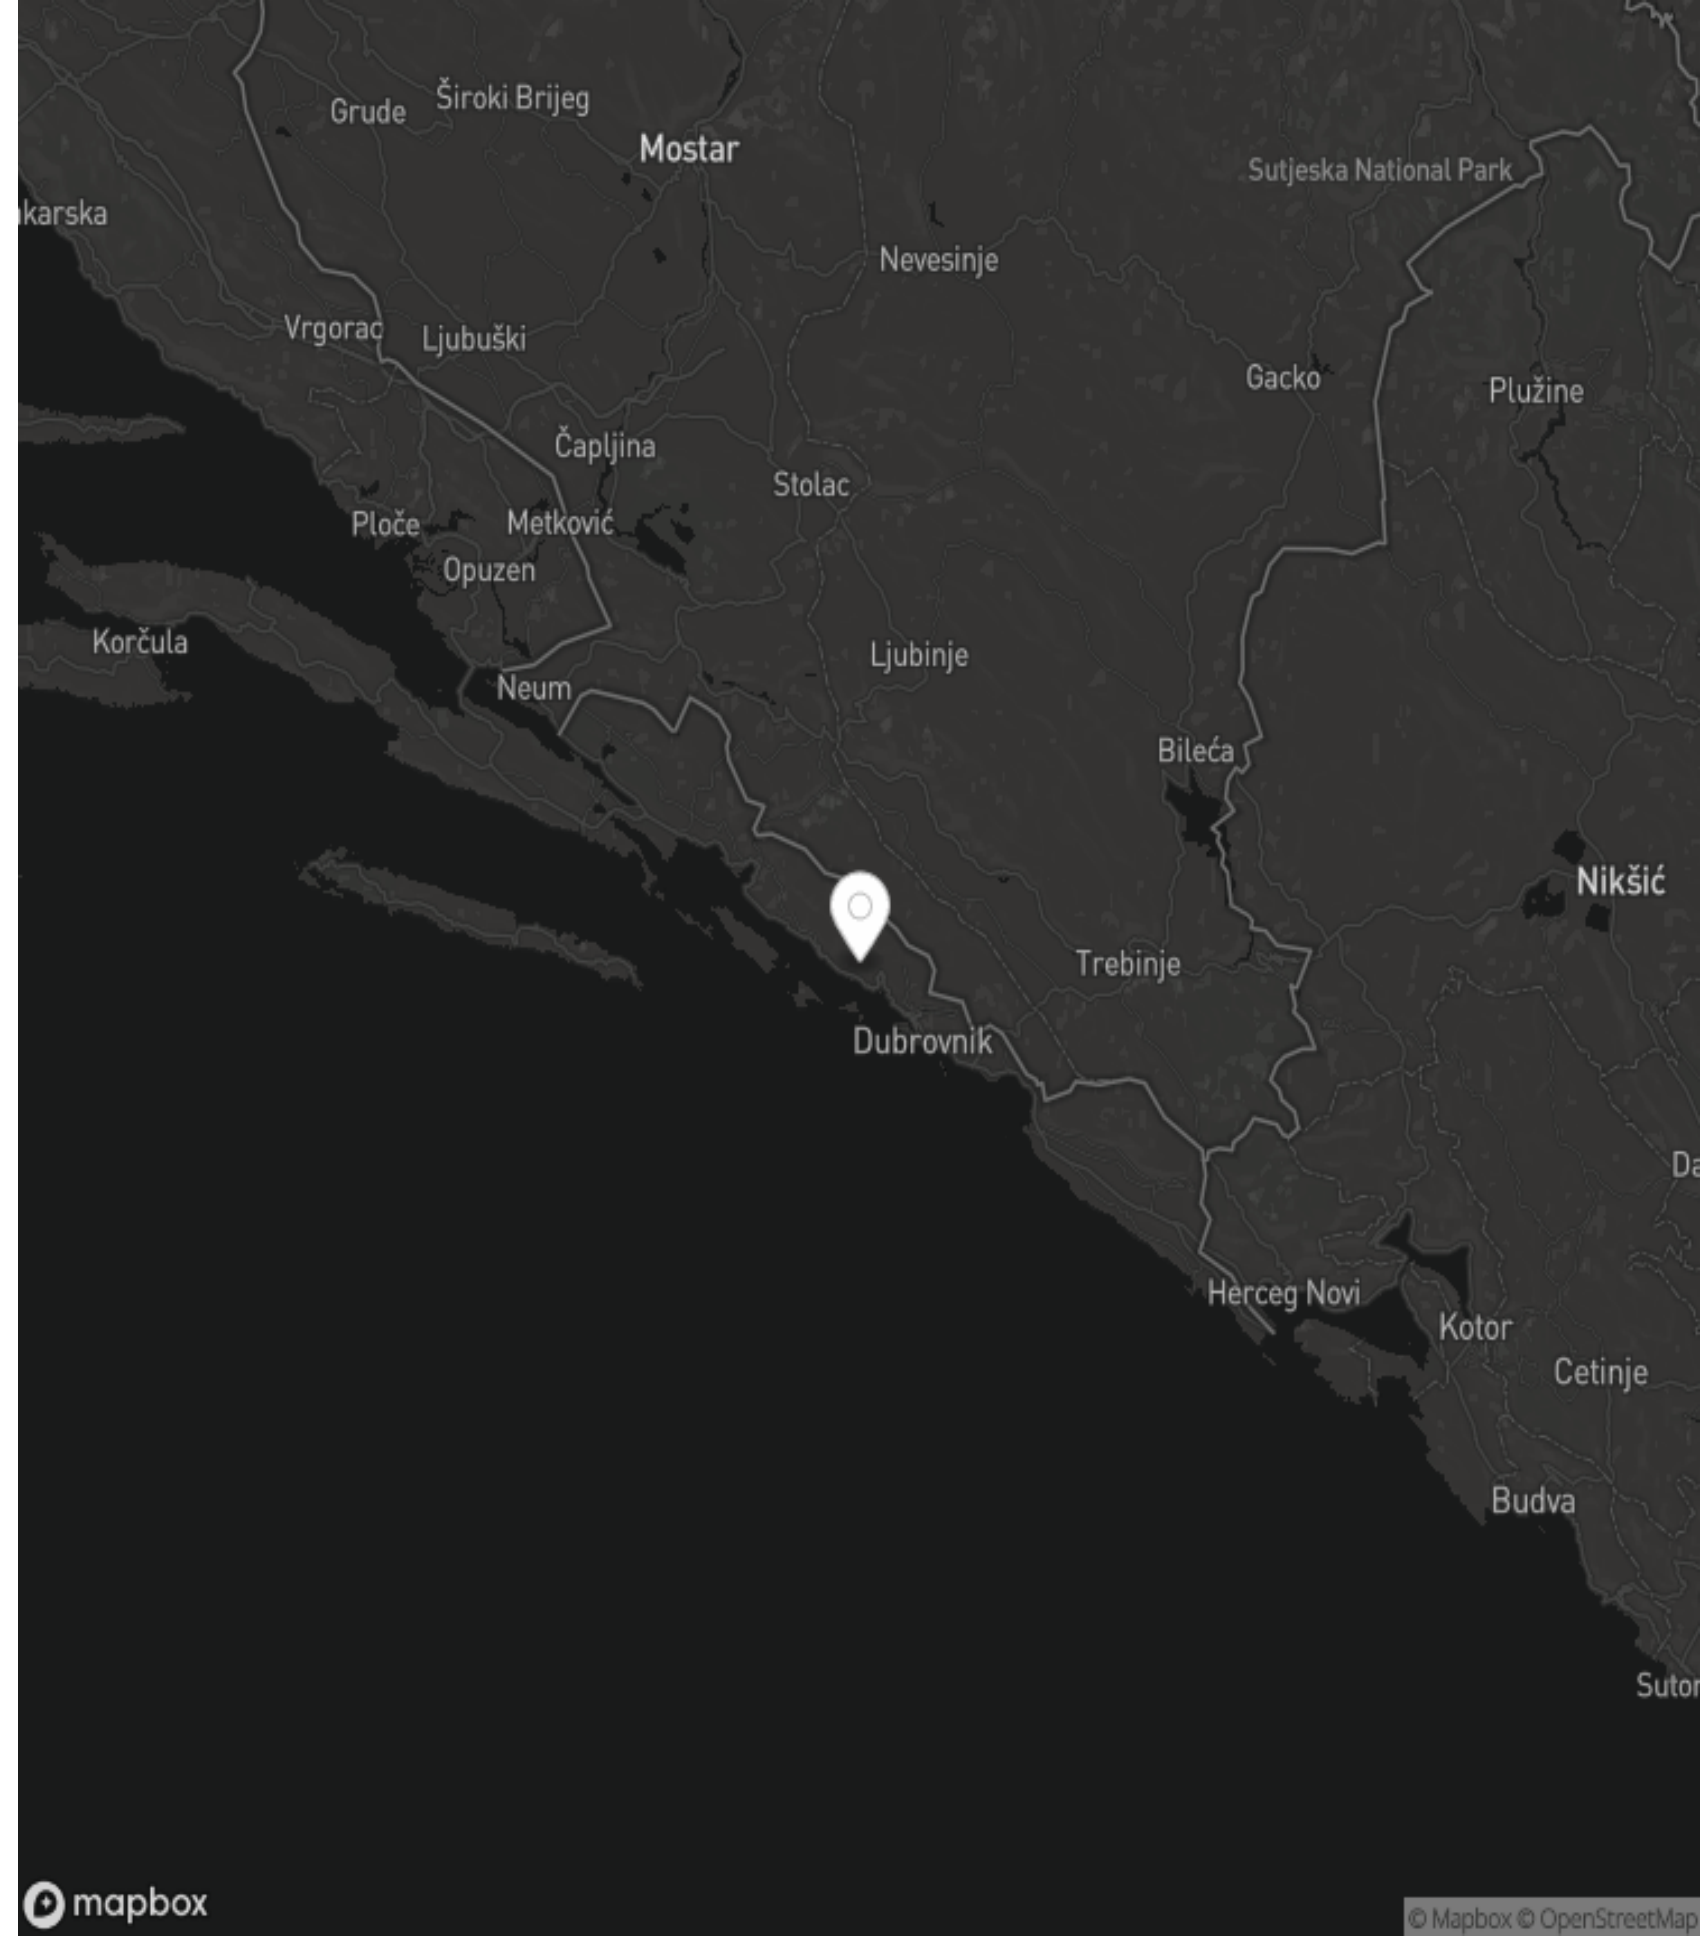 Široki Brijeg
Grude
Mostar
Sutjeska National Park
karska
Nevesinje
Vrgorac
Ljubuški
Gacko
Plužine
Čapljina
Stolac
Ploče
Metković
Opuzen
Korčula
Ljubinje
Neum
Bileća
Nikšić
Trebinje
Dubrovnik
Da
Herceg Novi
Kotor
Cetinje
Budva
Sutor
mapbox
© Mapbox © OpenStreetMap